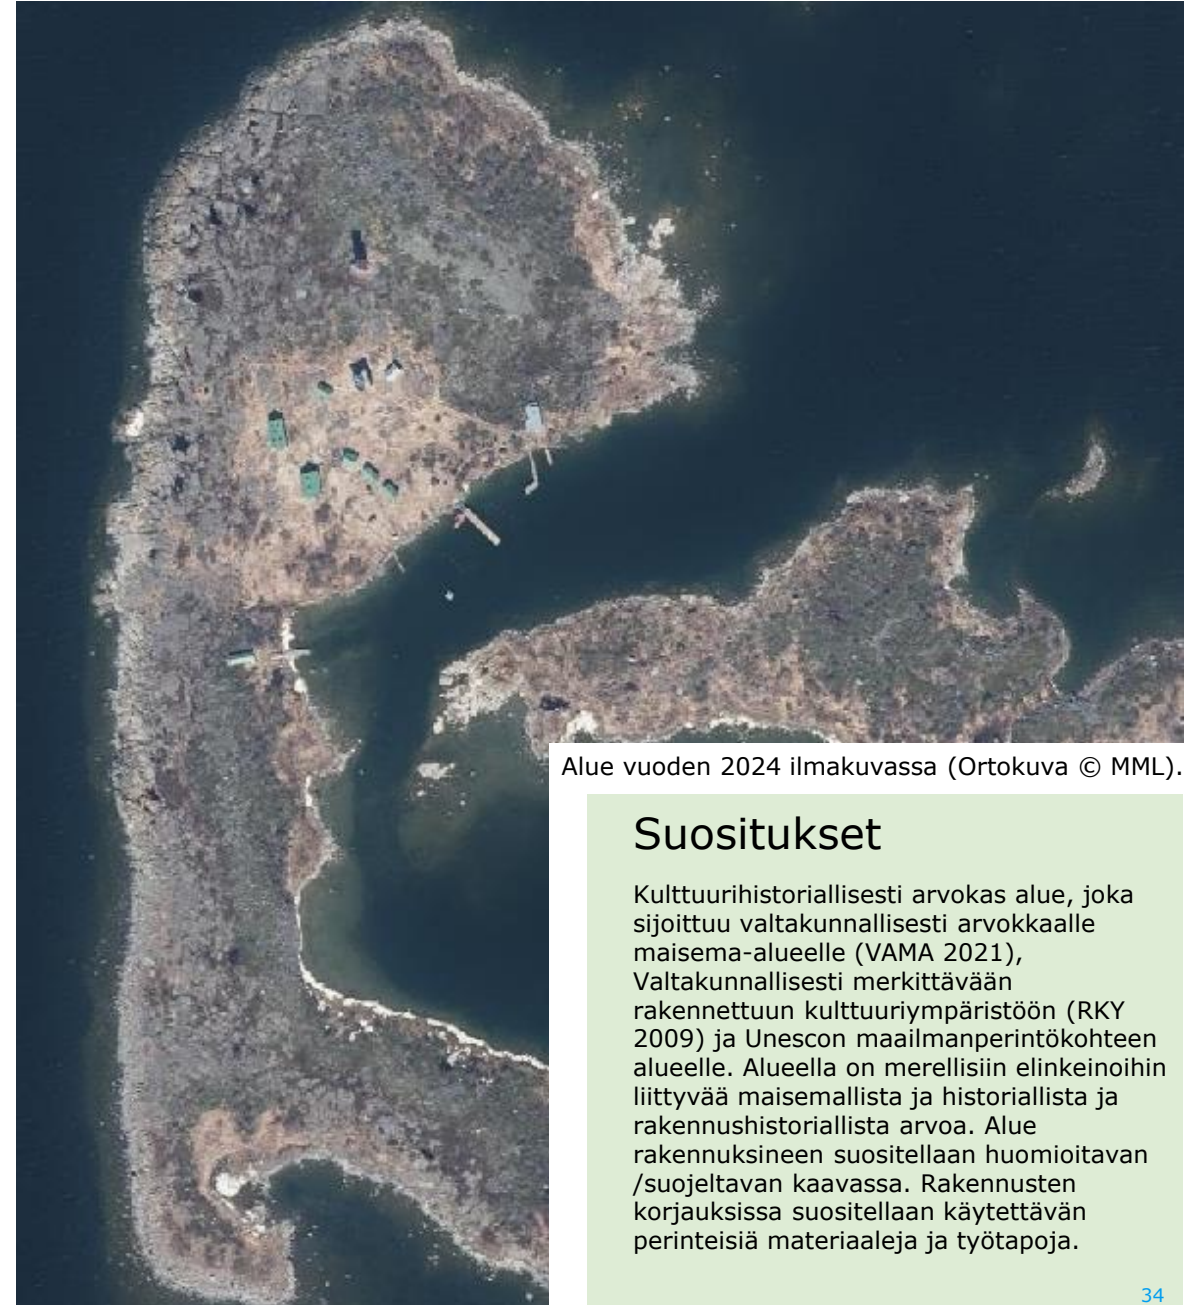 Alue vuoden 2024 ilmakuvassa (Ortokuva © MML).
Suositukset
Kulttuurihistoriallisesti arvokas alue, joka
sijoittuu valtakunnallisesti arvokkaalle
maisema-alueelle (VAMA 2021),
Valtakunnallisesti merkittävään
rakennettuun kulttuuriympäristöön (RKY
2009) ja Unescon maailmanperintökohteen
alueelle. Alueella on merellisiin elinkeinoihin
liittyvää maisemallista ja historiallista ja
rakennushistoriallista arvoa. Alue
rakennuksineen suositellaan huomioitavan
/suojeltavan kaavassa. Rakennusten
korjauksissa suositellaan käytettävän
perinteisiä materiaaleja ja työtapoja.
34